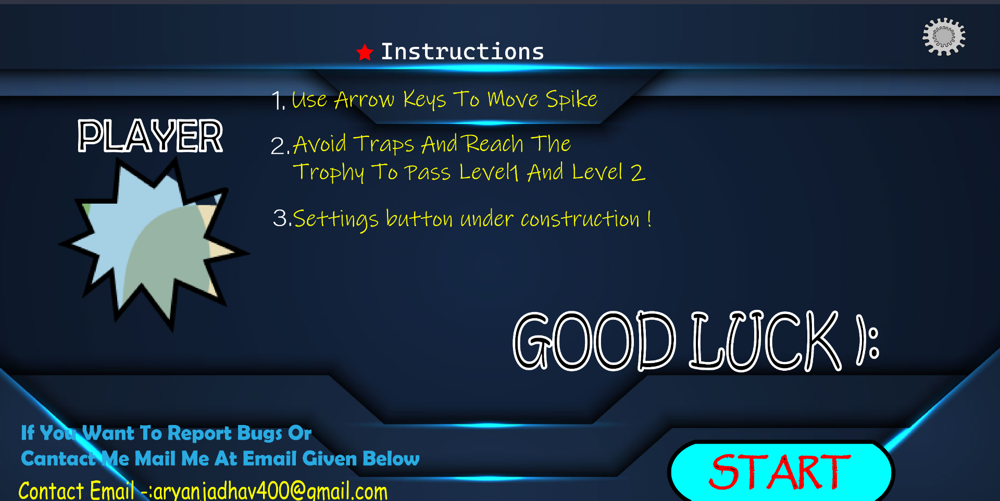 Instructions
1. Use Arrow Keys To Move Spike
PLAYER
2. Avoid Traps And Reach The
Trophy To Pass Level1 And Level 2
3. Settings button under construction !
GOOD LUCK ):
If You Want To Report Bugs Or
Cantact Me Mail Me At Email Given Below
Contact Email -:aryanjadhav400@gmail.com
START